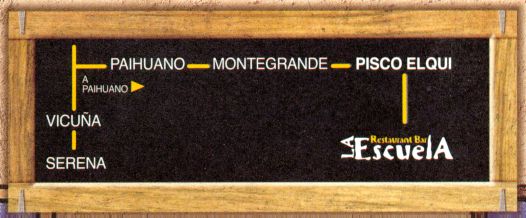 PAIHUANO MONTEGRANDE PISCO ELQUI
A
PAIHUANO
VICUÑA
Restaurant Bar
LA EscuelA
SERENA